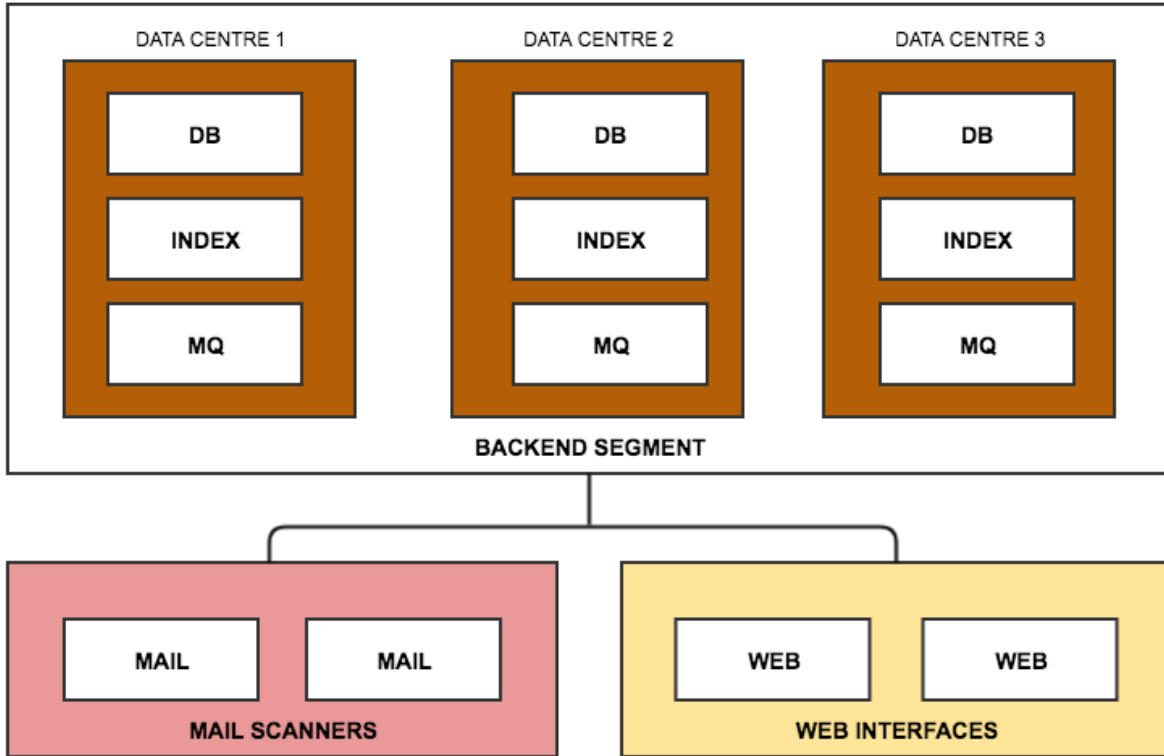 DATA CENTRE 1 DATA CENTRE 2 DATA CENTRE 3
DB DB DB
INDEX INDEX INDEX
MQ MQ MQ
BACKEND SEGMENT
MAIL MAIL WEB WEB
MAIL SCANNERS WEB INTERFACES